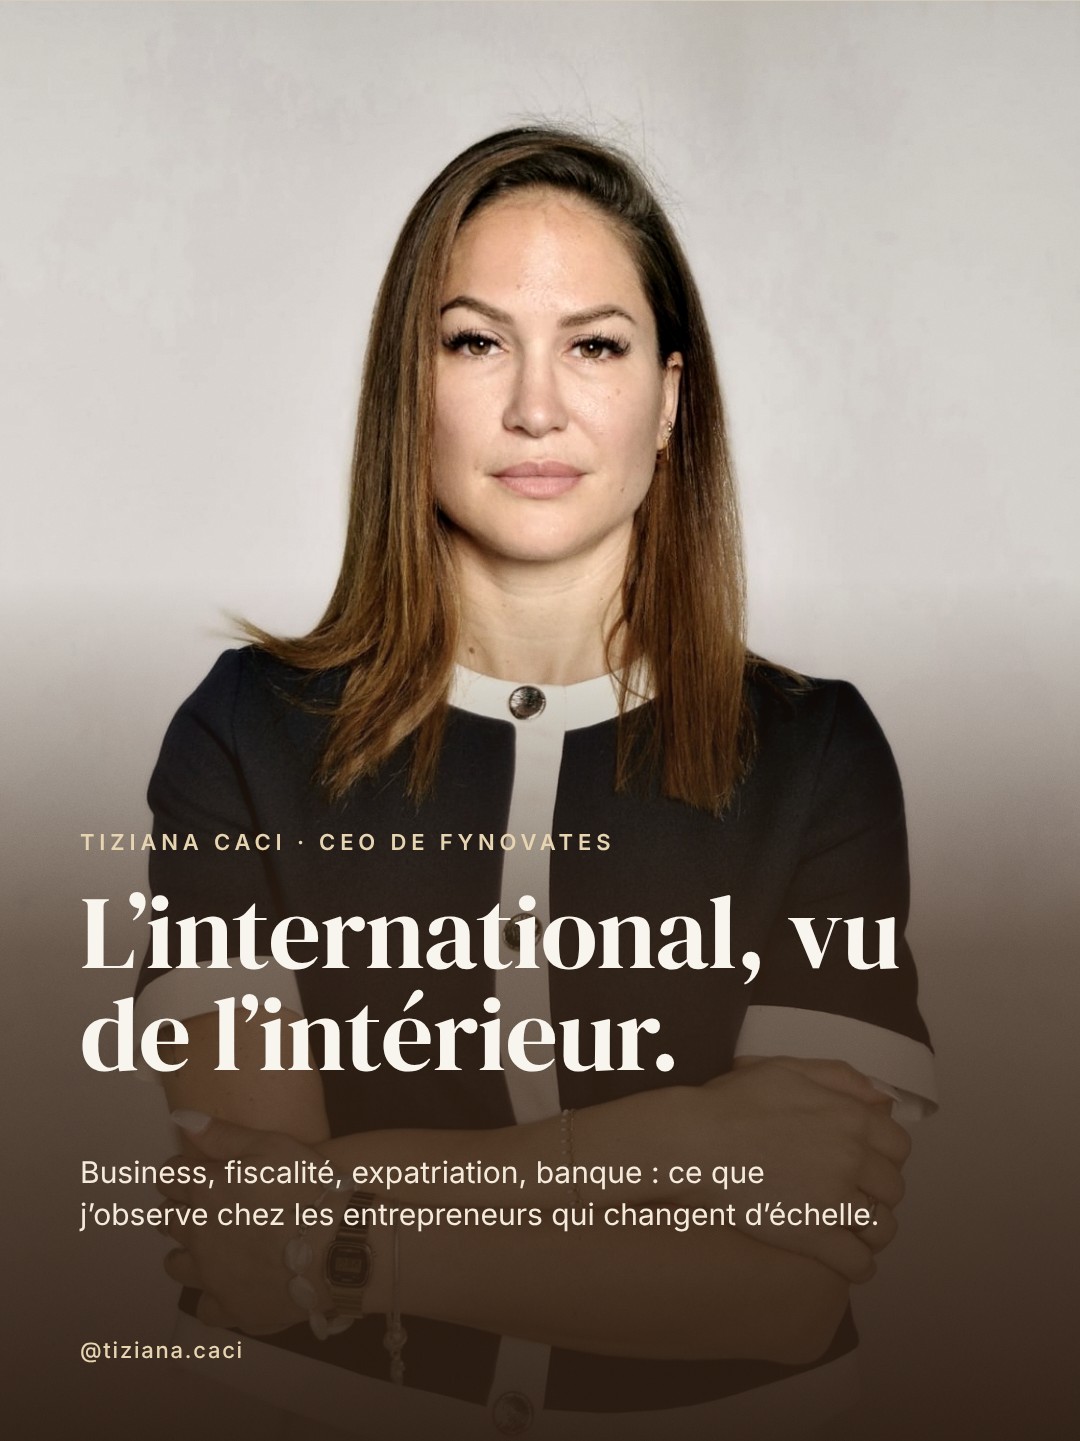 TIZIANA CACI · CEO DE FYNOVATES
L’international, vu
de l’intérieur.
Business, fiscalité, expatriation, banque : ce que
j’observe chez les entrepreneurs qui changent d’échelle.
@tiziana.caci